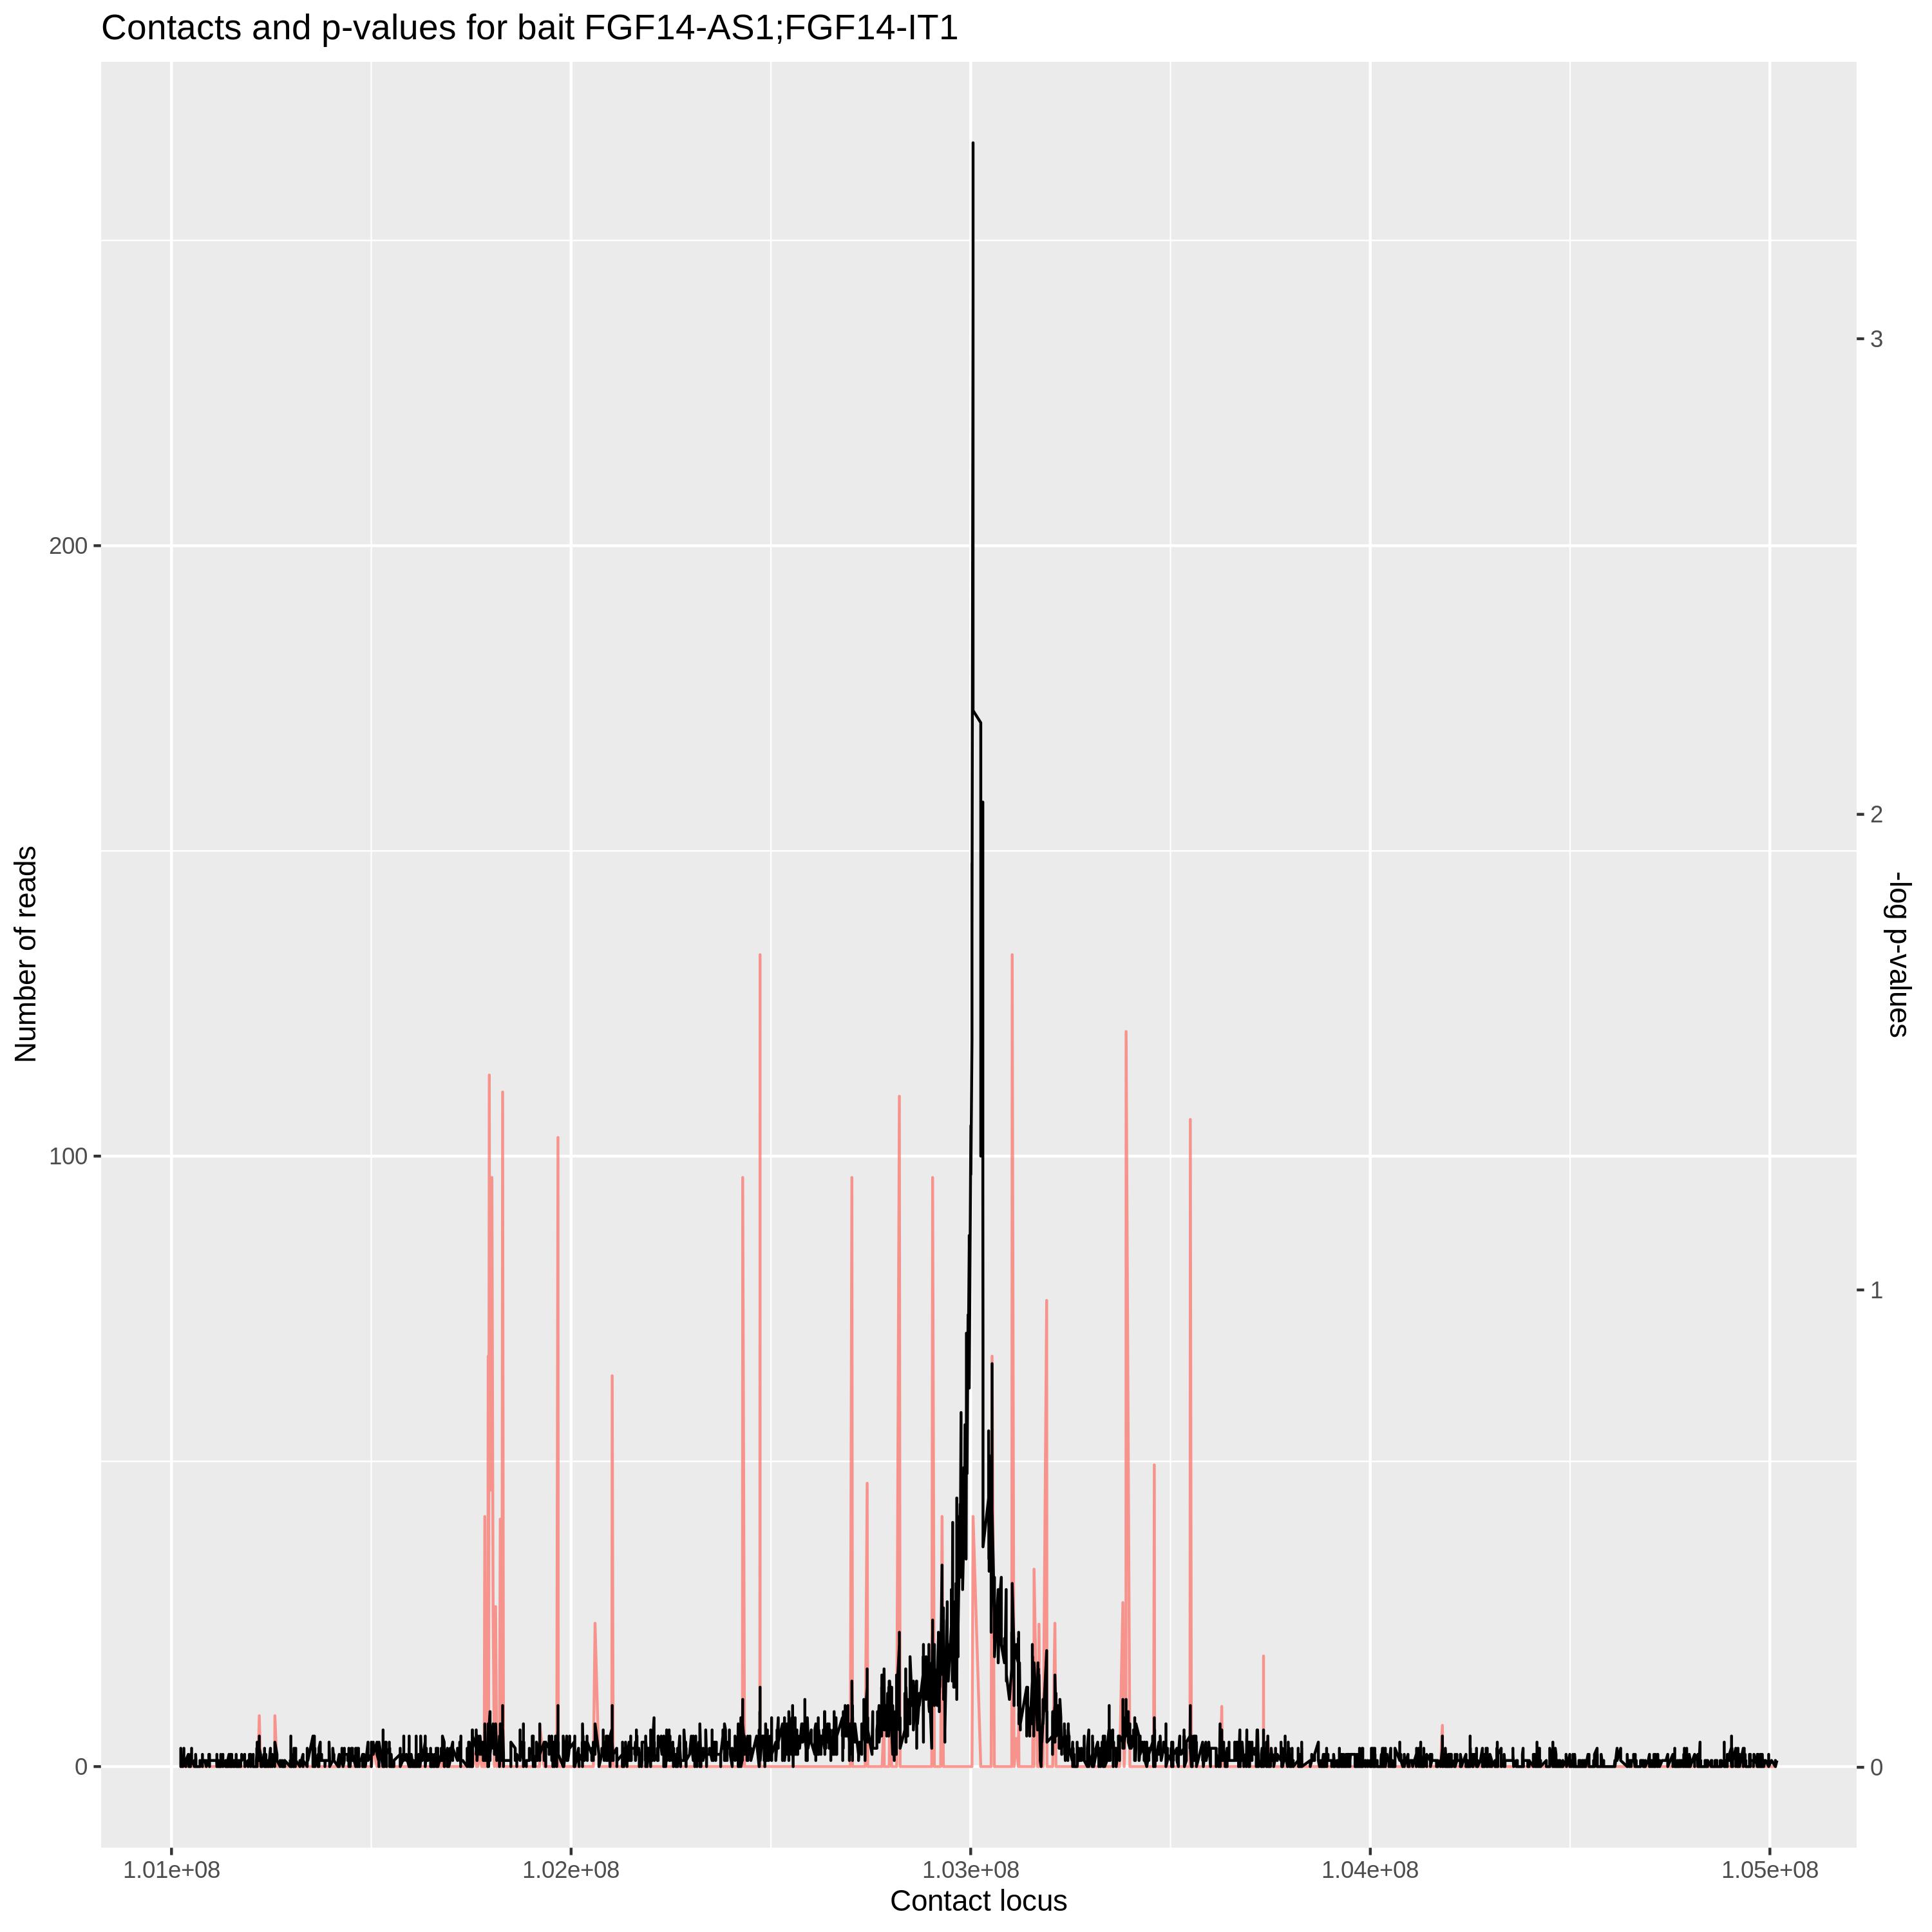 Contacts and p-values for bait FGF14-AS1;FGF14-IT1
Number of reads
200
100
0
3
2
1
0
-log p-values
1.01e+08
1.02e+08
1.03e+08
1.04e+08
1.05e+08
Contact locus